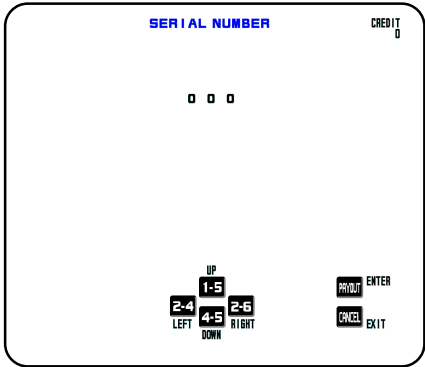 SERIAL NUMBER
CREDIT
0
0 0 0
UP
1-5
2-4 2-6
LEFT 4-5 RIGHT
DOWN
PAYOUT ENTER
CANCEL EXIT